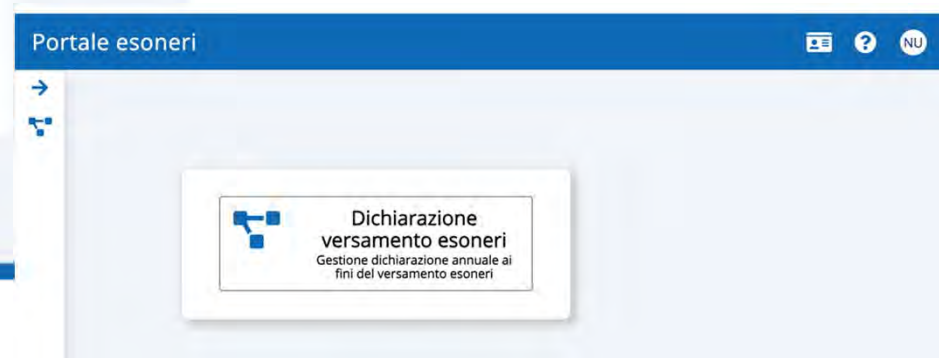 Portale esoneri
NU
Dichiarazione
versamento esoneri
Gestione dichiarazione annuale ai
fini del versamento esoneri